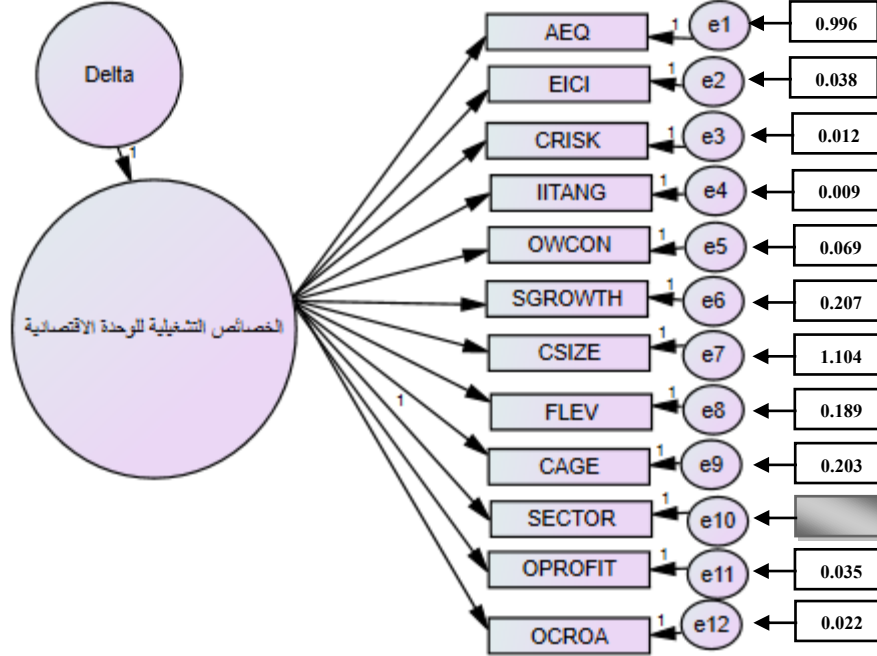 AEQ 1 e1 0.996
Delta
EICI 1 e2 0.038
1
CRISK 1 e3 0.012
IITANG 1 e4 0.009
OWCON 1 e5 0.069
SGROWTH 1 e6 0.207
الخصائص التشغيلية للوحدة الاقتصادية
CSIZE 1 e7 1.104
1
FLEV 1 e8 0.189
CAGE 1 e9 0.203
SECTOR 1 e10
OPROFIT 1 e11 0.035
OCROA 1 e12 0.022